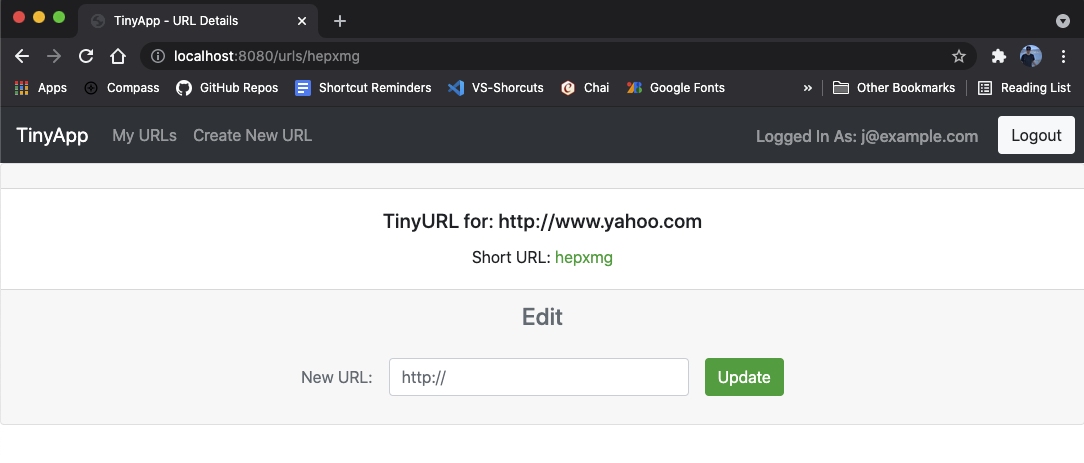 TinyApp - URL Details
localhost:8080/urls/hepxmg
Apps Compass GitHub Repos Shortcut Reminders VS-Shorcuts Chai Google Fonts » Other Bookmarks Reading List
TinyApp My URLs Create New URL Logged In As: j@example.com Logout
TinyURL for: http://www.yahoo.com
Short URL: hepxmg
Edit
New URL: http:// Update